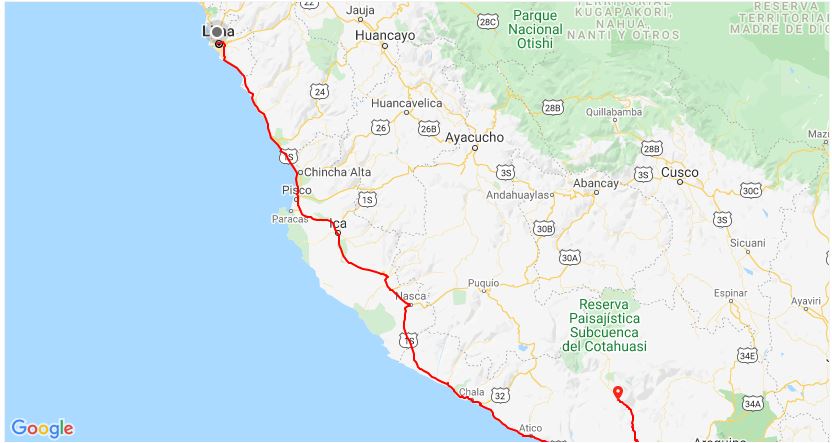 TERRITORIAL
KUGAPAKORI,
NAHUA,
NANTI Y OTROS
RESERVA
TERRITORIAL
MADRE DE DIO
22
Jauja
Huancayo
28C
Parque
Nacional
Otishi
Lima
24
Huancavelica
26
26B
28B
Quillabamba
Ayacucho
28B
Maz
1S
Chincha Alta
3S
3S
Cusco
Pisco
1S
Andahuaylas
Abancay
30C
Paracas
Ica
30B
3S
30A
Sicuani
Nasca
Puquio
Espinar
Ayaviri
Reserva
Paisajística
Subcuenca
del Cotahuasi
1S
34E
Chala
32
34A
Atico
Arequipa
Google